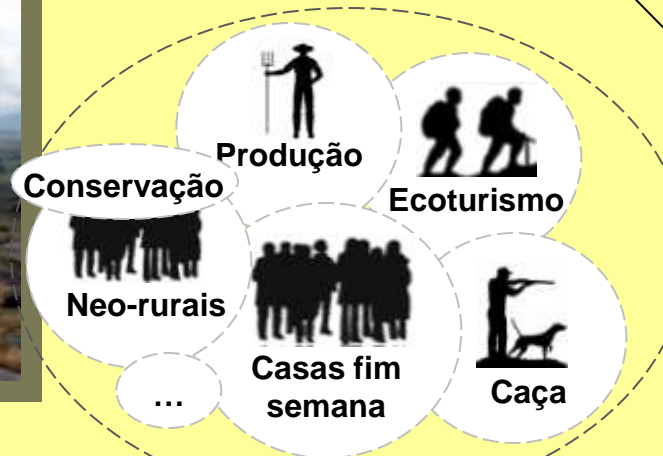 Produção
Conservação
Ecoturismo
Neo-rurais
Casas fim
semana
Caça
...